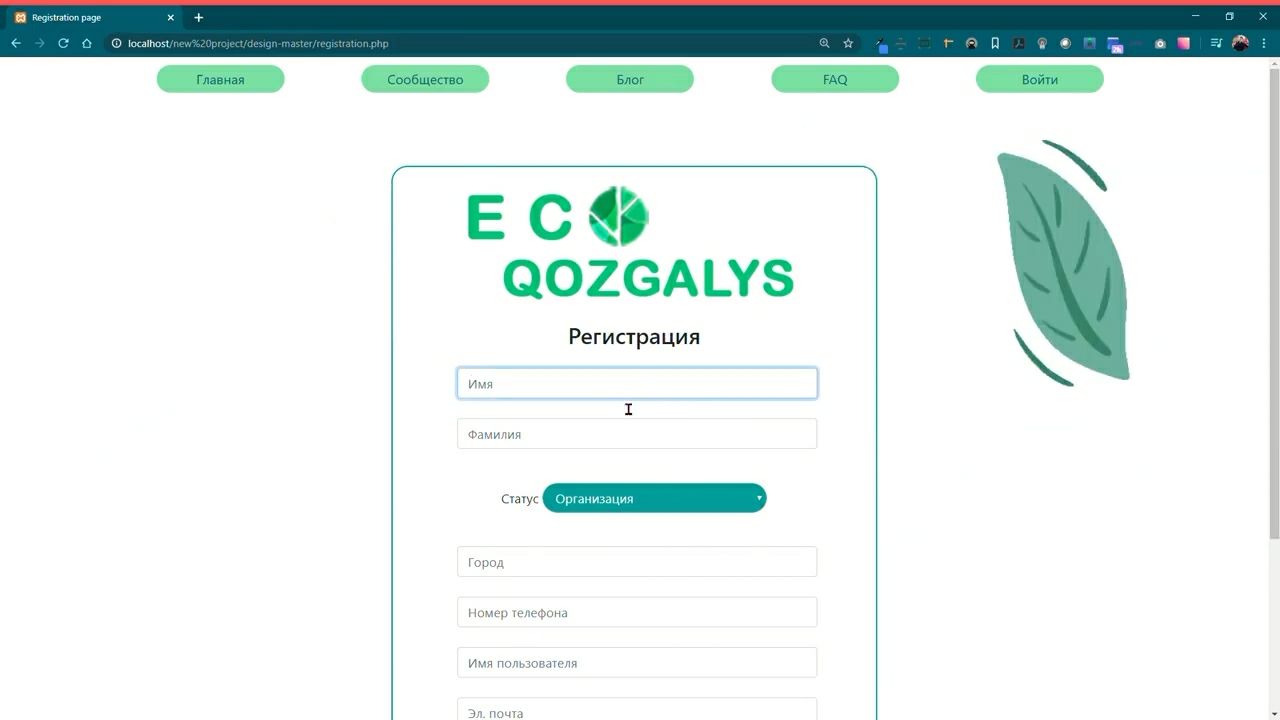 Registration page
localhost/new%20project/design-master/registration.php
Главная
Сообщество
Блог
FAQ
Войти
ECO
QOZGALYS
Регистрация
Имя
Фамилия
Статус Организация
Город
Номер телефона
Имя пользователя
Эл. почта